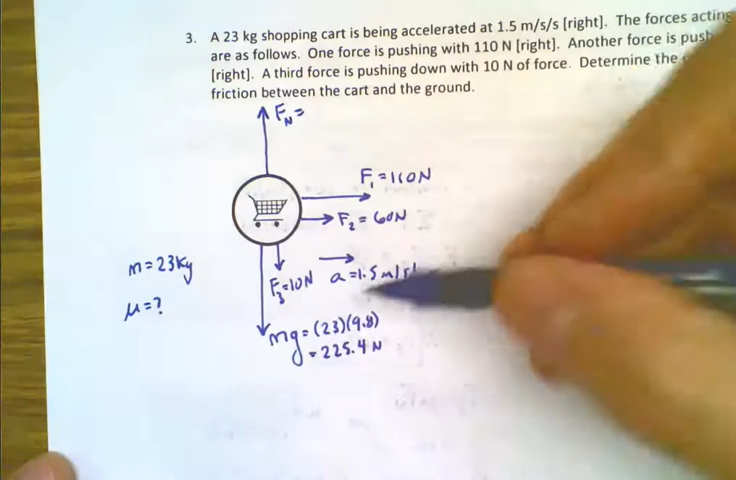 3. A 23 kg shopping cart is being accelerated at 1.5 m/s/s [right]. The forces acting
are as follows. One force is pushing with 110 N [right]. Another force is push
[right]. A third force is pushing down with 10 N of force. Determine the
friction between the cart and the ground.
F_N =
F_1 = 110N
F_2 = 60N
m = 23kg
F_3 = 10N a = 1.5 m/s
μ = ?
mg = (23)(9.8)
= 225.4 N